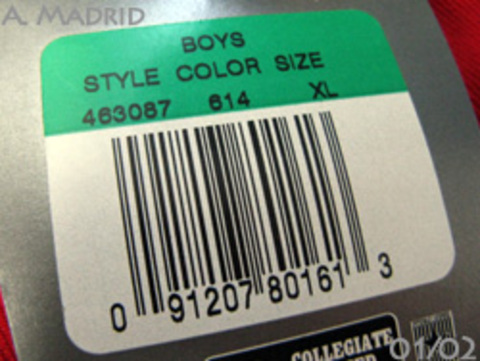 A. MADRID
BOYS
STYLE COLOR SIZE
463087 614 XL
0 91207 80161 3
COLLEGIATE
01/02